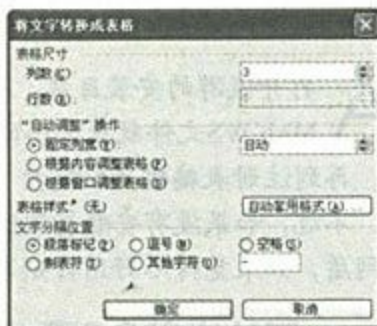 将文字转换成表格
表格尺寸
列数(C): 3
行数(R):
“自动调整”操作
固定列宽(W): 自动
根据内容调整表格(F)
根据窗口调整表格(D)
表格样式: (无) 自动套用格式(A)...
文字分隔位置
段落标记(P) 逗号(M) 空格(S)
制表符(T) 其他字符(O): -
确定 取消